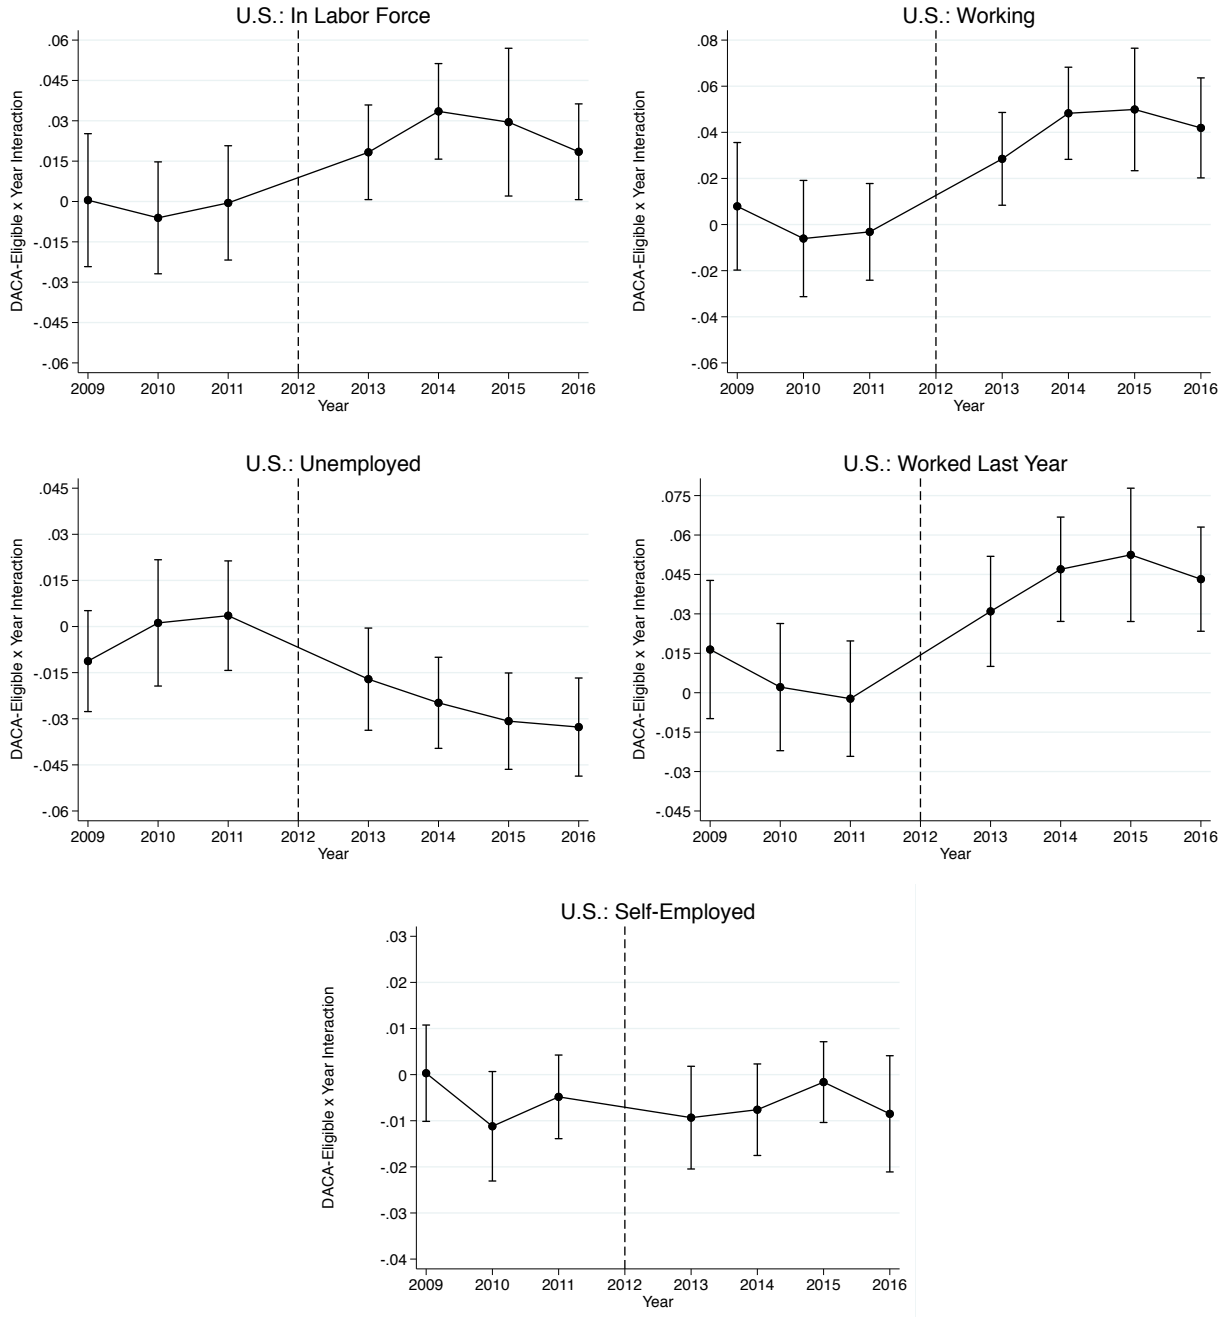 U.S.: In Labor Force
DACA-Eligible x Year Interaction
.06
.045
.03
.015
0
-.015
-.03
-.045
-.06
2009 2010 2011 2012 2013 2014 2015 2016
Year
U.S.: Working
DACA-Eligible x Year Interaction
.08
.06
.04
.02
0
-.02
-.04
-.06
2009 2010 2011 2012 2013 2014 2015 2016
Year
U.S.: Unemployed
DACA-Eligible x Year Interaction
.045
.03
.015
0
-.015
-.03
-.045
-.06
2009 2010 2011 2012 2013 2014 2015 2016
Year
U.S.: Worked Last Year
DACA-Eligible x Year Interaction
.075
.06
.045
.03
.015
0
-.015
-.03
-.045
2009 2010 2011 2012 2013 2014 2015 2016
Year
U.S.: Self-Employed
DACA-Eligible x Year Interaction
.03
.02
.01
0
-.01
-.02
-.03
-.04
2009 2010 2011 2012 2013 2014 2015 2016
Year